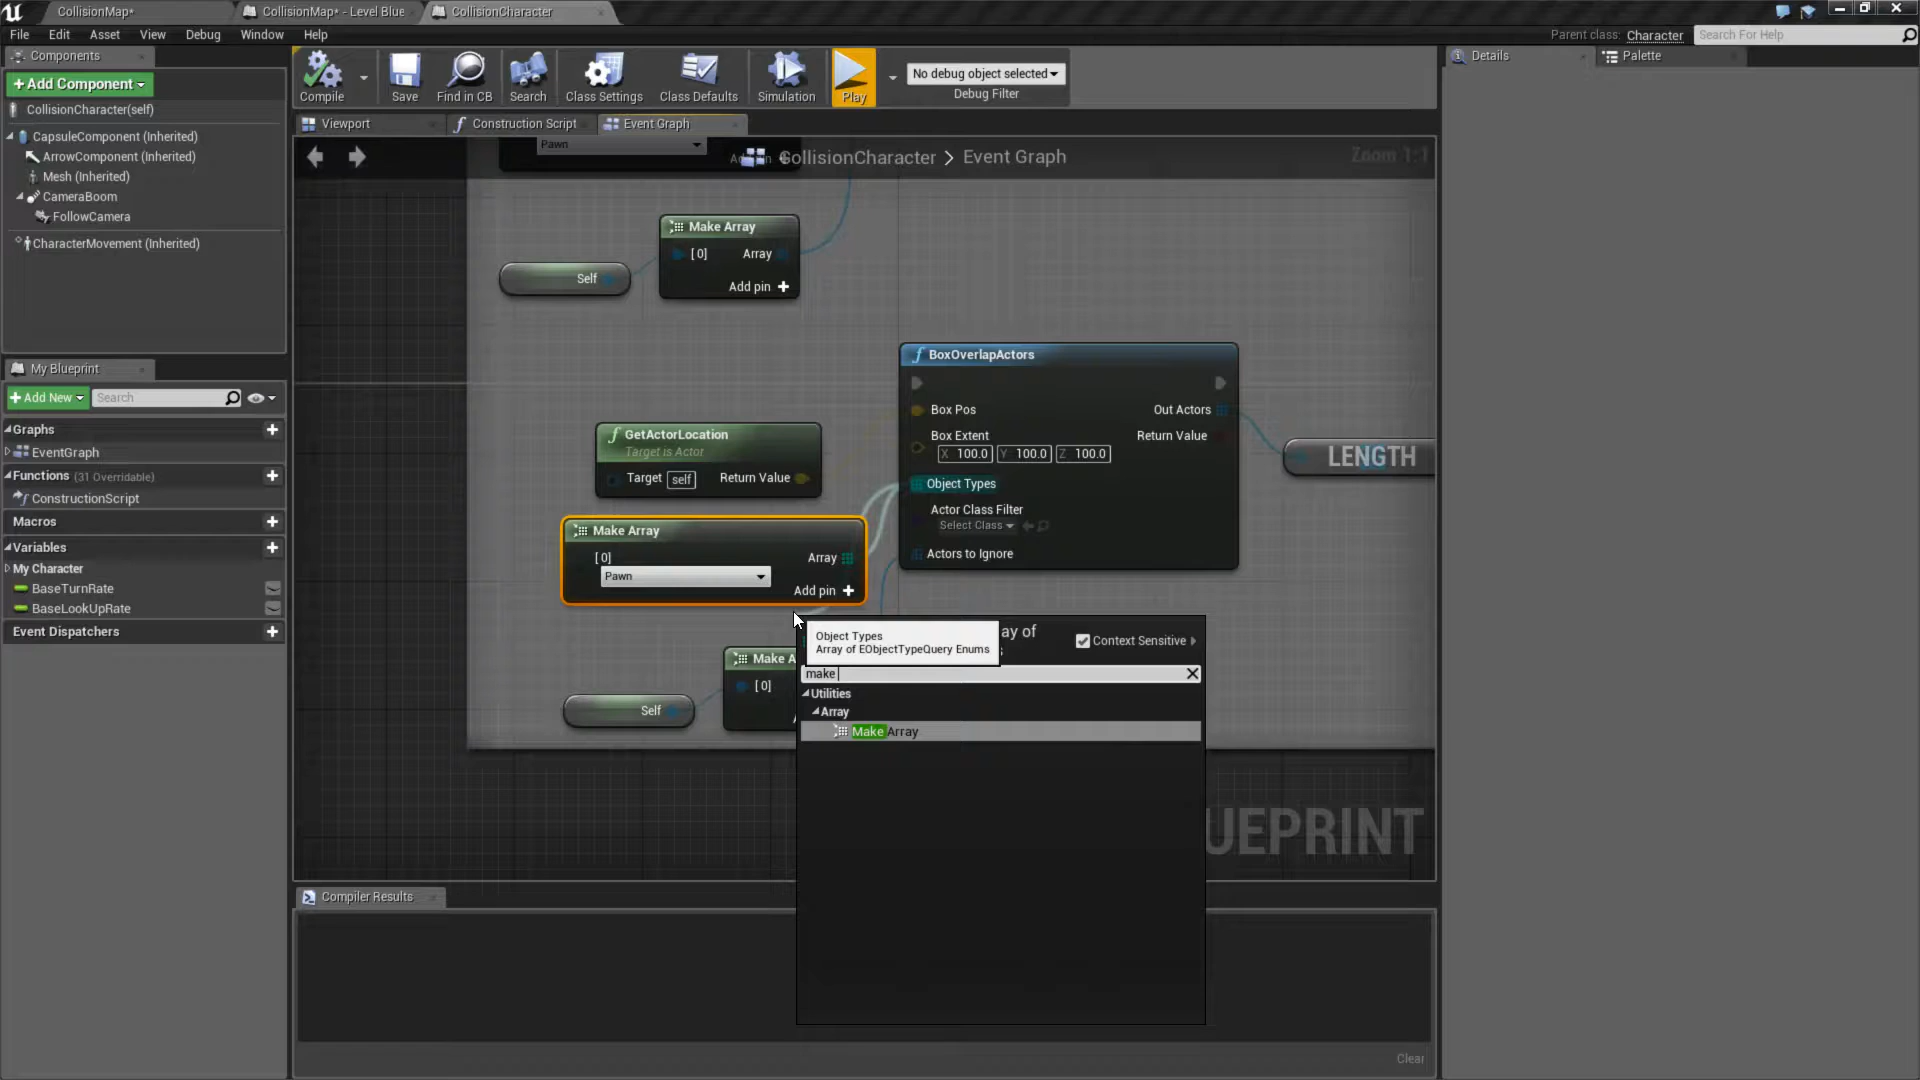 CollisionMap*
CollisionMap* - Level Blue
CollisionCharacter
File Edit Asset View Debug Window Help
Parent class: Character
Search For Help
Components
+Add Component
CollisionCharacter(self)
CapsuleComponent (Inherited)
ArrowComponent (Inherited)
Mesh (Inherited)
CameraBoom
FollowCamera
CharacterMovement (Inherited)
My Blueprint
+Add New
Search
Graphs
EventGraph
Functions (31 Overridable)
ConstructionScript
Macros
Variables
My Character
BaseTurnRate
BaseLookUpRate
Event Dispatchers
Compile
Save
Find in CB
Search
Class Settings
Class Defaults
Simulation
Play
No debug object selected
Debug Filter
Viewport
Construction Script
Event Graph
CollisionCharacter > Event Graph
Zoom 1:1
Pawn
Make Array
[0] Array
Add pin +
Self
BoxOverlapActors
Box Pos
Out Actors
Box Extent
X 100.0 Y 100.0 Z 100.0
Return Value
Object Types
Actor Class Filter
Select Class
Actors to Ignore
LENGTH
GetActorLocation
Target is Actor
Target self Return Value
Make Array
[0] Array
Pawn
Add pin +
Make A
[0]
Self
Object Types
Array of EObjectTypeQuery Enums
ay of
s
Context Sensitive
make
Utilities
Array
Make Array
UEPRINT
Compiler Results
Clear
Details
Palette